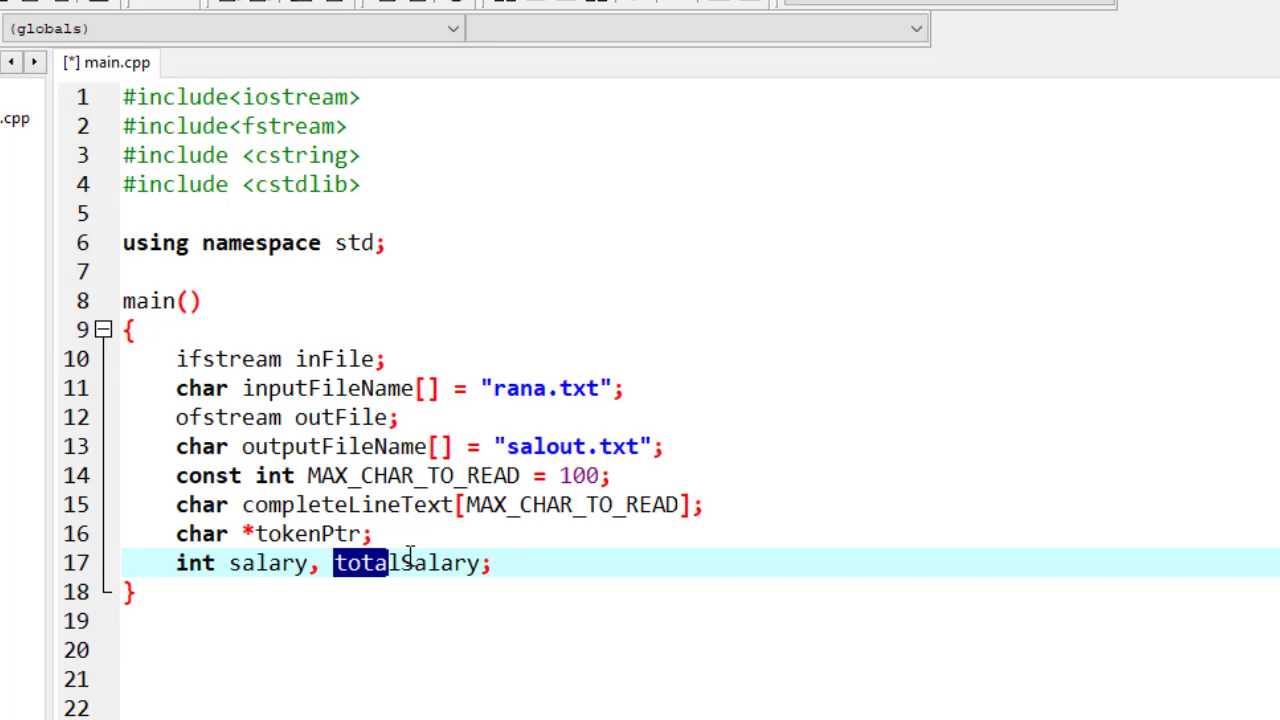 (globals)
[*] main.cpp
.cpp
1 #include<iostream>
2 #include<fstream>
3 #include <cstring>
4 #include <cstdlib>
5
6 using namespace std;
7
8 main()
9 {
10 ifstream inFile;
11 char inputFileName[] = "rana.txt";
12 ofstream outFile;
13 char outputFileName[] = "salout.txt";
14 const int MAX_CHAR_TO_READ = 100;
15 char completeLineText[MAX_CHAR_TO_READ];
16 char *tokenPtr;
17 int salary, totalSalary;
18 }
19
20
21
22